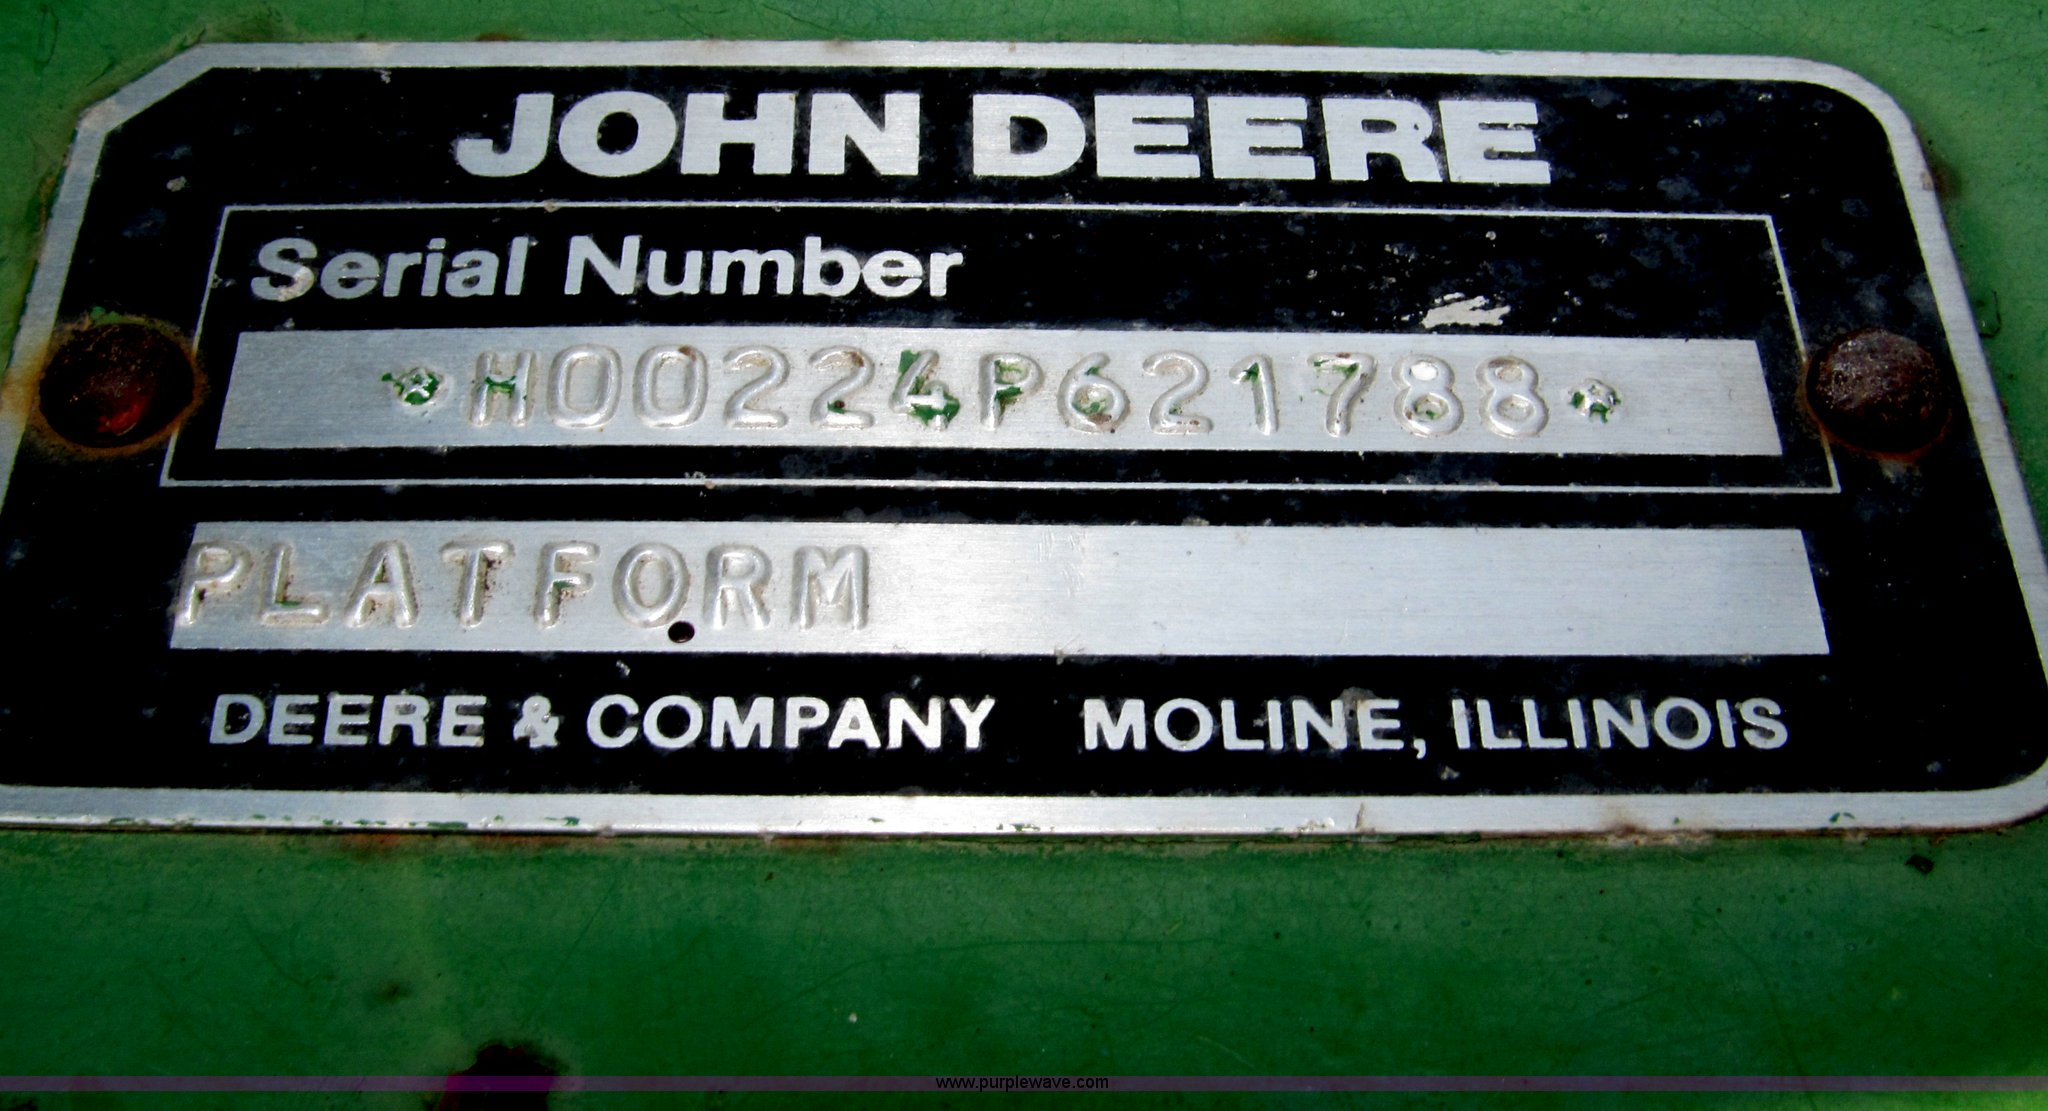 JOHN DEERE
Serial Number
*H00224P621788*
PLATFORM
DEERE & COMPANY MOLINE, ILLINOIS
www.purplewave.com